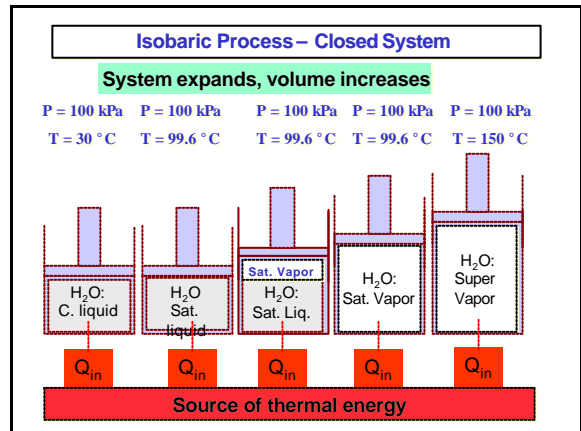 Isobaric Process – Closed System
System expands, volume increases
P = 100 kPa P = 100 kPa P = 100 kPa P = 100 kPa P = 100 kPa
T = 30 °C T = 99.6 °C T = 99.6 °C T = 99.6 °C T = 150 °C
H₂O:
C. liquid
H₂O
Sat.
liquid
Sat. Vapor
H₂O:
Sat. Liq.
H₂O:
Sat. Vapor
H₂O:
Super
Vapor
Qin Qin Qin Qin Qin
Source of thermal energy